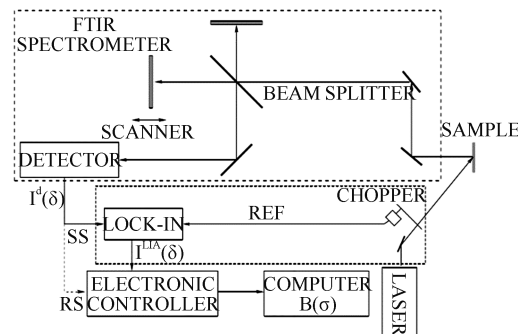 FTIR
SPECTROMETER
BEAM SPLITTER
SCANNER
SAMPLE
DETECTOR
I^d(δ)
CHOPPER
REF
LOCK-IN
SS
I^LIA(δ)
RS
ELECTRONIC
CONTROLLER
COMPUTER
B(σ)
LASER